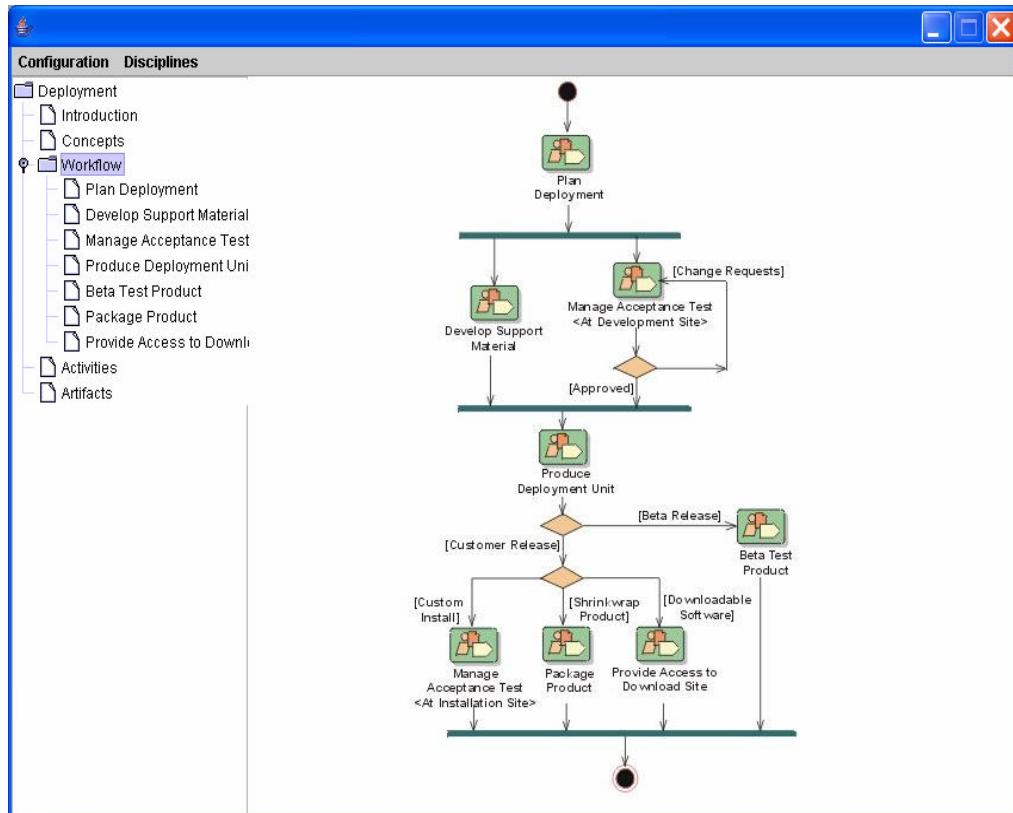 Configuration Disciplines
Deployment
Introduction
Concepts
Workflow
Plan Deployment
Develop Support Material
Manage Acceptance Test
Produce Deployment Uni
Beta Test Product
Package Product
Provide Access to Downl
Activities
Artifacts
Plan
Deployment
[Change Requests]
Develop Support
Material
Manage Acceptance Test
<At Development Site>
[Approved]
Produce
Deployment Unit
[Beta Release]
Beta Test
Product
[Customer Release]
[Custom
Install]
[Shrinkwrap
Product]
[Downloadable
Software]
Manage
Acceptance Test
<At Installation Site>
Package
Product
Provide Access to
Download Site